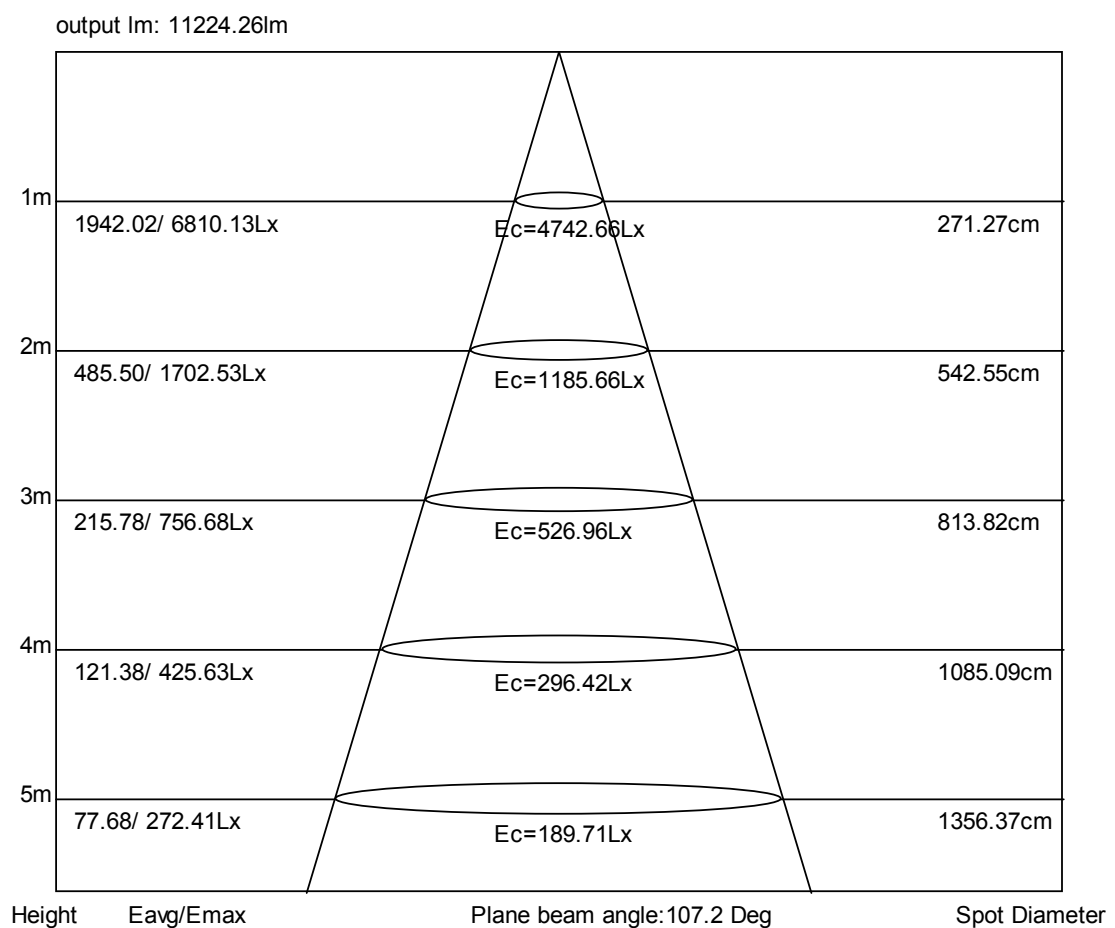 output lm: 11224.26lm
1m
1942.02/ 6810.13Lx
Ec=4742.66Lx
271.27cm
2m
485.50/ 1702.53Lx
Ec=1185.66Lx
542.55cm
3m
215.78/ 756.68Lx
Ec=526.96Lx
813.82cm
4m
121.38/ 425.63Lx
Ec=296.42Lx
1085.09cm
5m
77.68/ 272.41Lx
Ec=189.71Lx
1356.37cm
Height Eavg/Emax Plane beam angle:107.2 Deg Spot Diameter